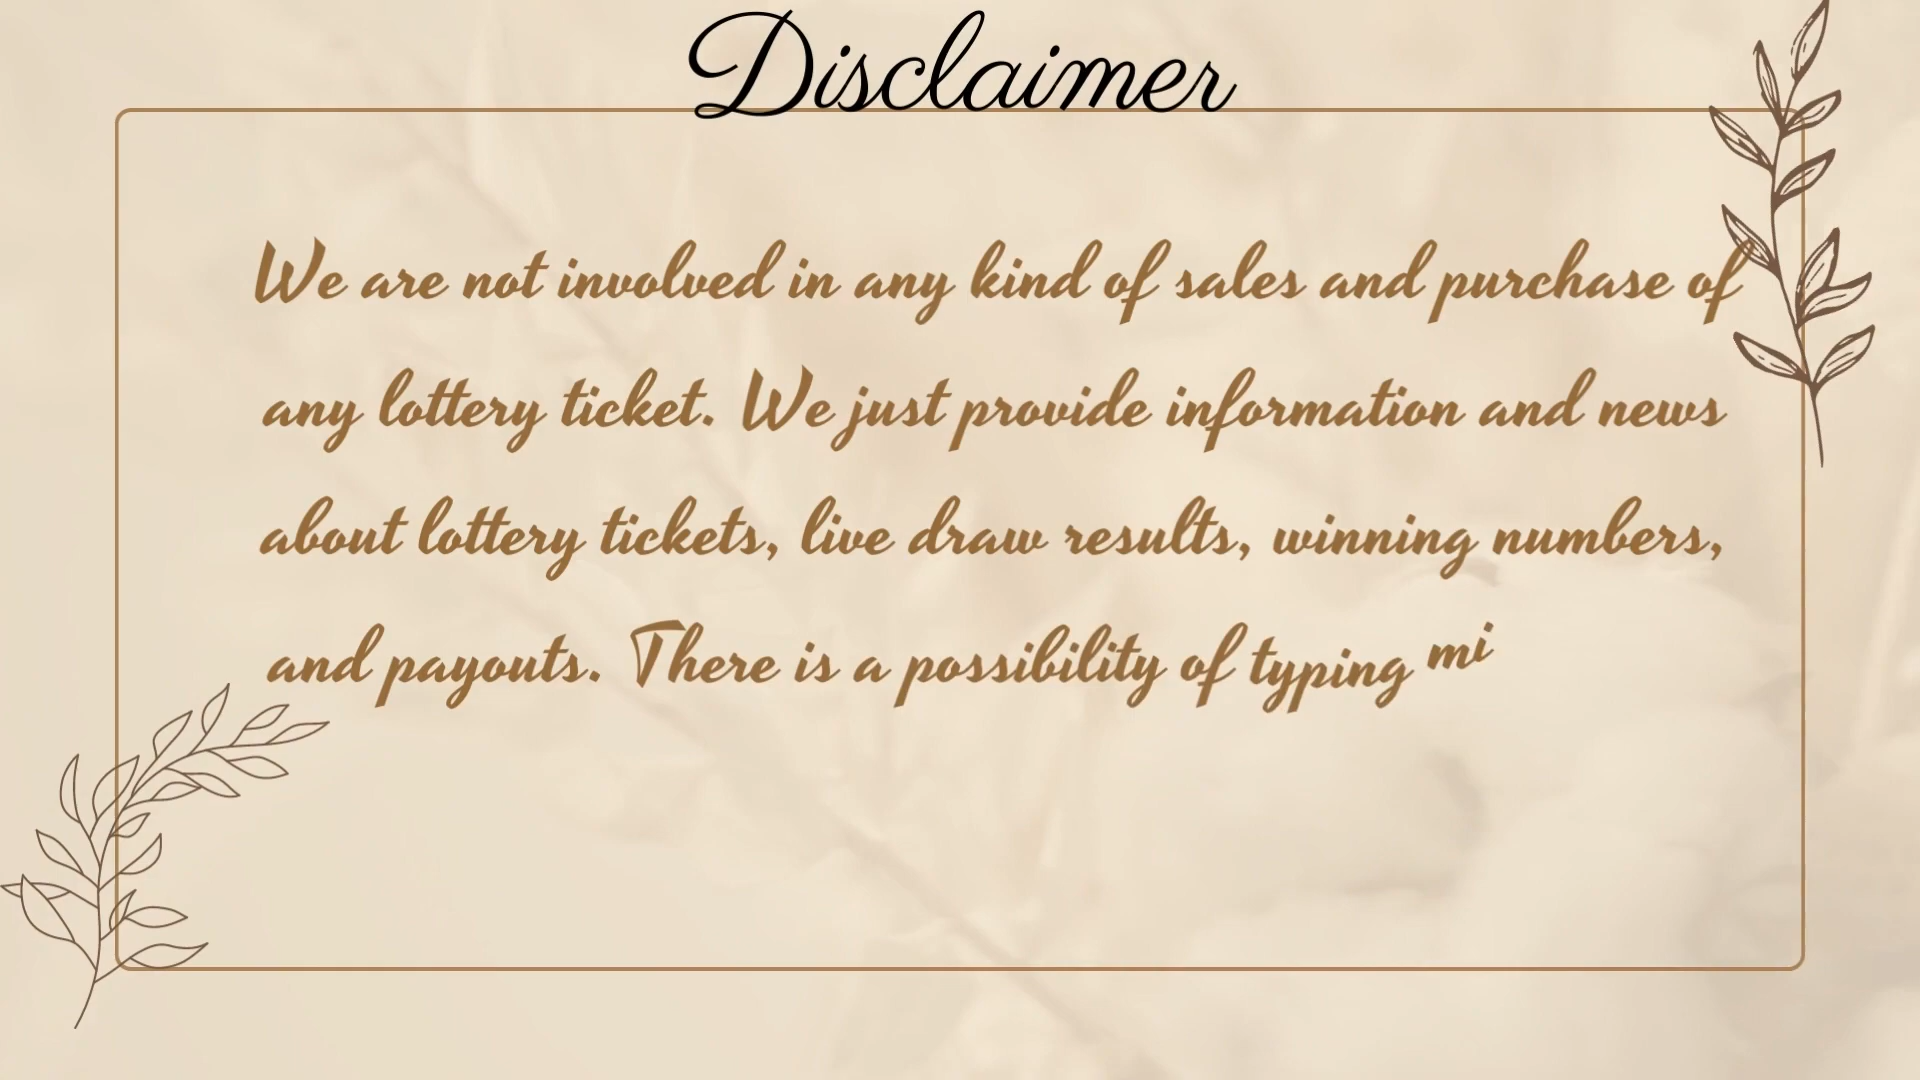 Disclaimer
We are not involved in any kind of sales and purchase of
any lottery ticket. We just provide information and news
about lottery tickets, live draw results, winning numbers,
and payouts. There is a possibility of typing mi